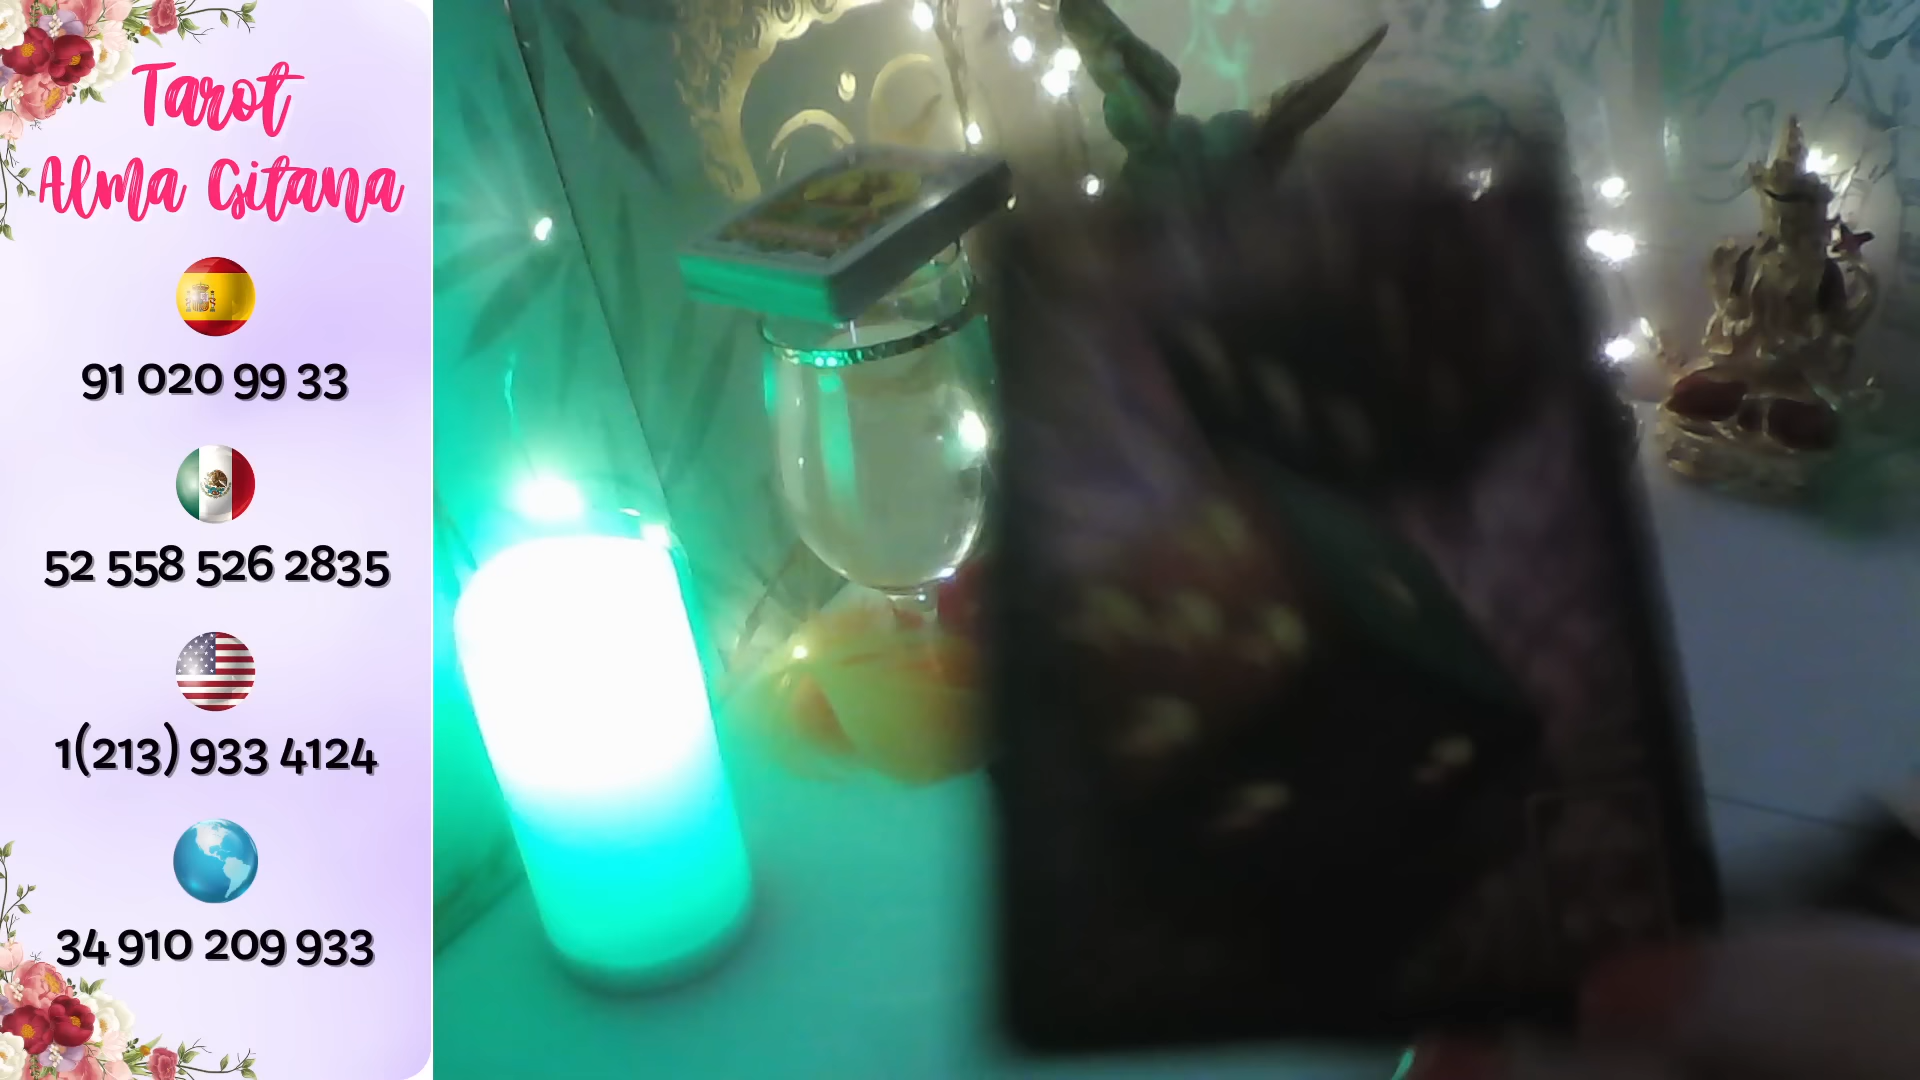 Tarot
Alma Gitana
91 020 99 33
52 558 526 2835
1(213) 933 4124
34 910 209 933